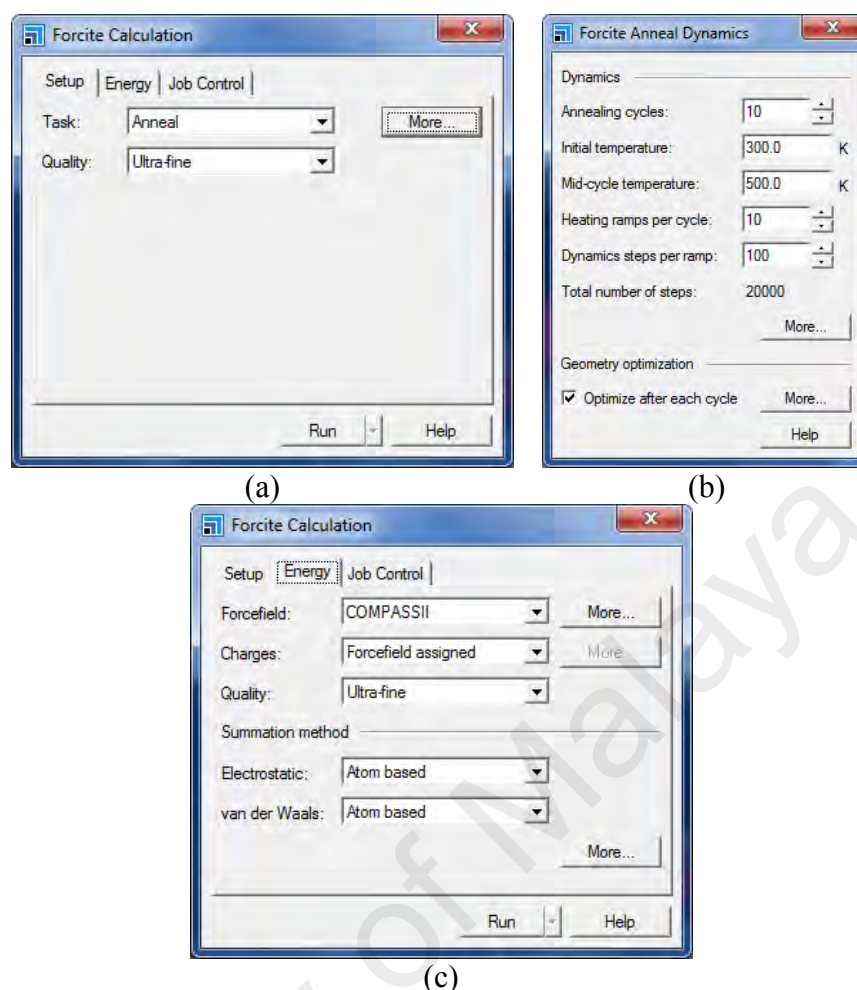 Forcite Calculation
Setup Energy Job Control
Task: Anneal More...
Quality: Ultra-fine
Run Help
(a)
Forcite Anneal Dynamics
Dynamics
Annealing cycles: 10
Initial temperature: 300.0 K
Mid-cycle temperature: 500.0 K
Heating ramps per cycle: 10
Dynamics steps per ramp: 100
Total number of steps: 20000
More...
Geometry optimization
Optimize after each cycle More...
Help
(b)
Forcite Calculation
Setup Energy Job Control
Forcefield: COMPASSII More...
Charges: Forcefield assigned More...
Quality: Ultra-fine
Summation method
Electrostatic: Atom based
van der Waals: Atom based
More...
Run Help
(c)
of Malaya